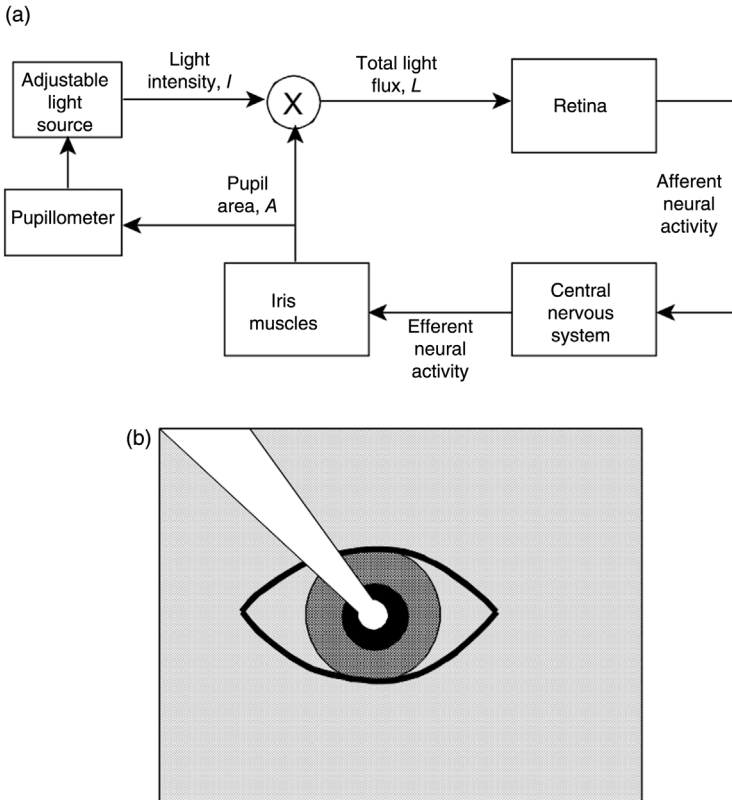 (a)
Light
intensity, I
Total light
flux, L
Adjustable
light
source
X
Retina
Pupil
area, A
Afferent
neural
activity
Pupillometer
Iris
muscles
Efferent
neural
activity
Central
nervous
system
(b)